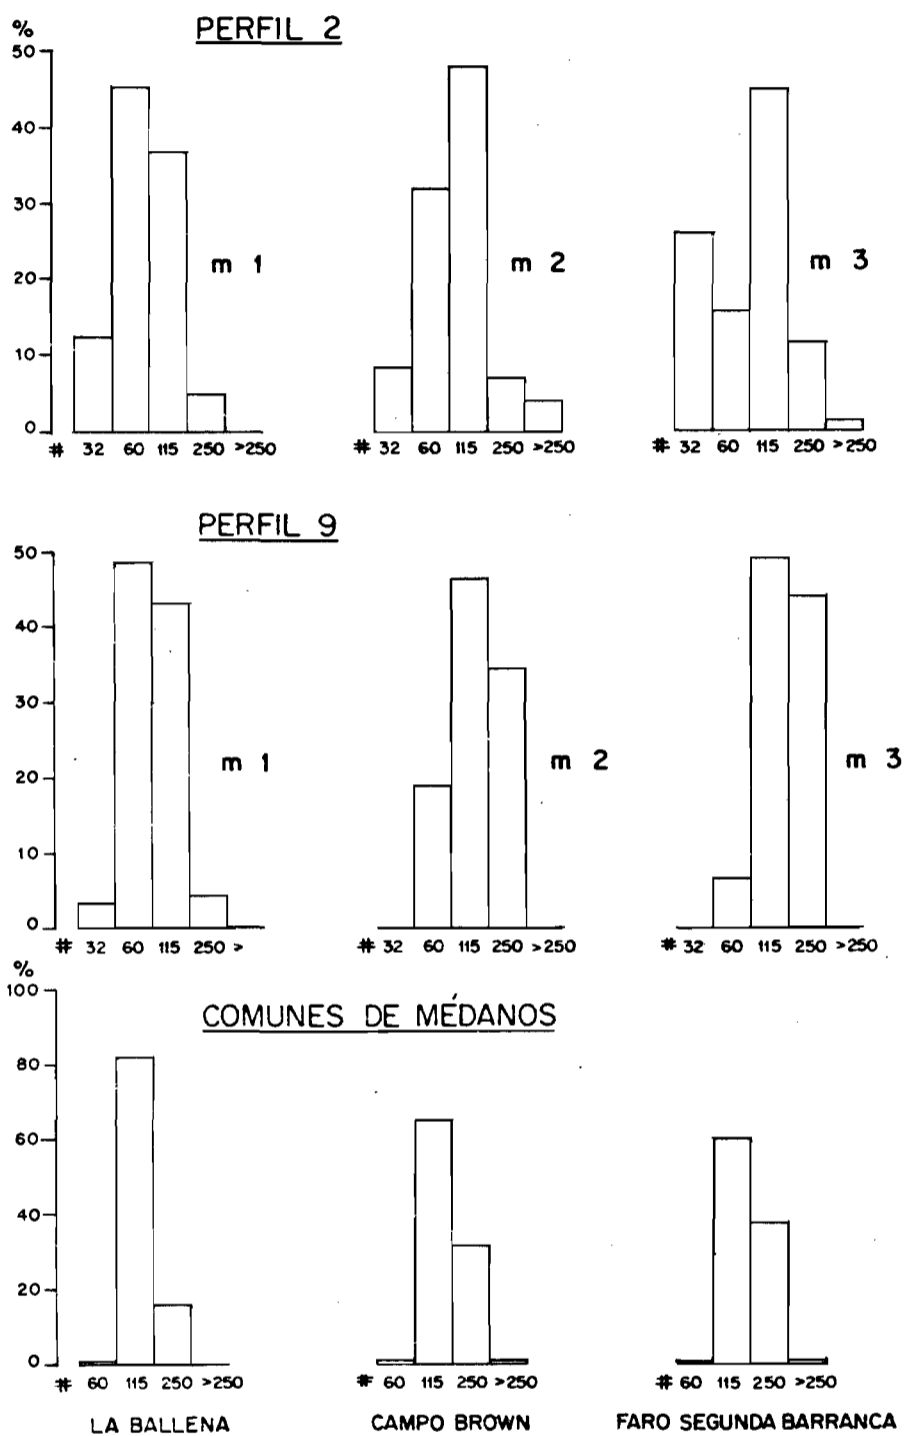 %
PERFIL 2
50
40
30
20
10
0
m 1
m 2
m 3
# 32 60 115 250 >250
# 32 60 115 250 >250
# 32 60 115 250 >250
PERFIL 9
50
40
30
20
10
0
m 1
m 2
m 3
# 32 60 115 250 >
# 32 60 115 250 >250
# 32 60 115 250 >250
%
100
80
60
40
20
0
COMUNES DE MÉDANOS
# 60 115 250 >250
# 60 115 250 >250
# 60 115 250 >250
LA BALLENA
CAMPO BROWN
FARO SEGUNDA BARRANCA